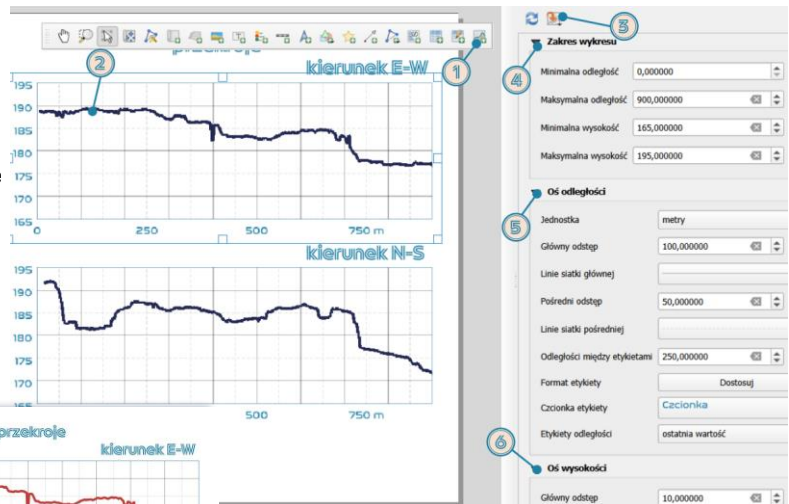 przekroje
kierunek E-W
1
2
195
190
185
180
175
170
165
0
250
500
750 m
kierunek N-S
195
190
185
180
175
170
165
500
750 m
przekroje
kierunek E-W
e
3
4
Zakres wykresu
Minimalna odległość 0,000000
Maksymalna odległość 900,000000
Minimalna wysokość 165,000000
Maksymalna wysokość 195,000000
5
Oś odległości
Jednostka metry
Główny odstęp 100,000000
Linie siatki głównej
Pośredni odstęp 50,000000
Linie siatki pośredniej
Odległości między etykietami 250,000000
Format etykiety Dostosuj
Czcionka etykiety Czcionka
Etykiety odległości ostatnia wartość
6
Oś wysokości
Główny odstęp 10,000000